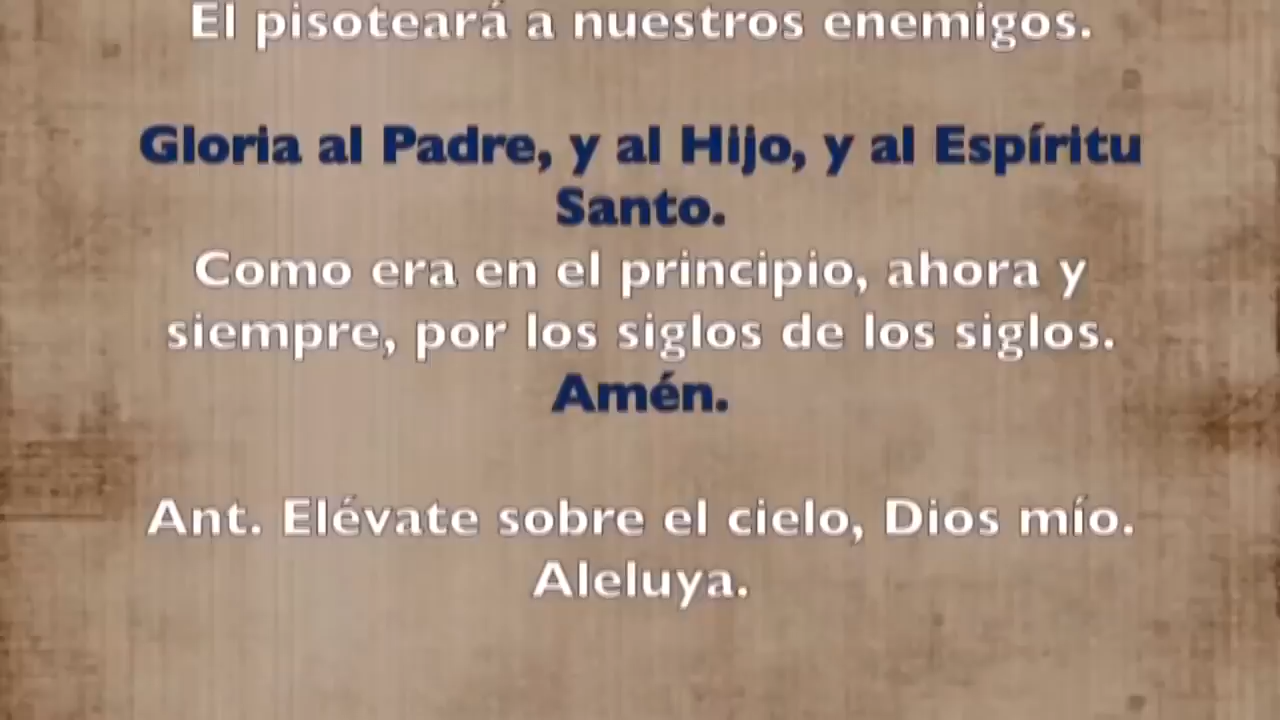 Él pisoteará a nuestros enemigos.
Gloria al Padre, y al Hijo, y al Espíritu
Santo.
Como era en el principio, ahora y
siempre, por los siglos de los siglos.
Amén.
Ant. Elévate sobre el cielo, Dios mío.
Aleluya.